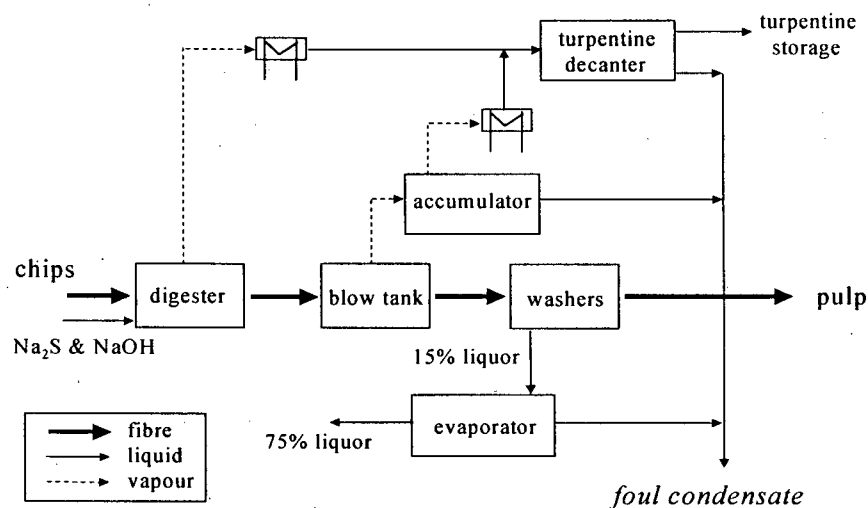 turpentine
storage
turpentine
decanter
accumulator
chips
digester
blow tank
washers
pulp
Na₂S & NaOH
15% liquor
75% liquor
evaporator
fibre
liquid
vapour
foul condensate